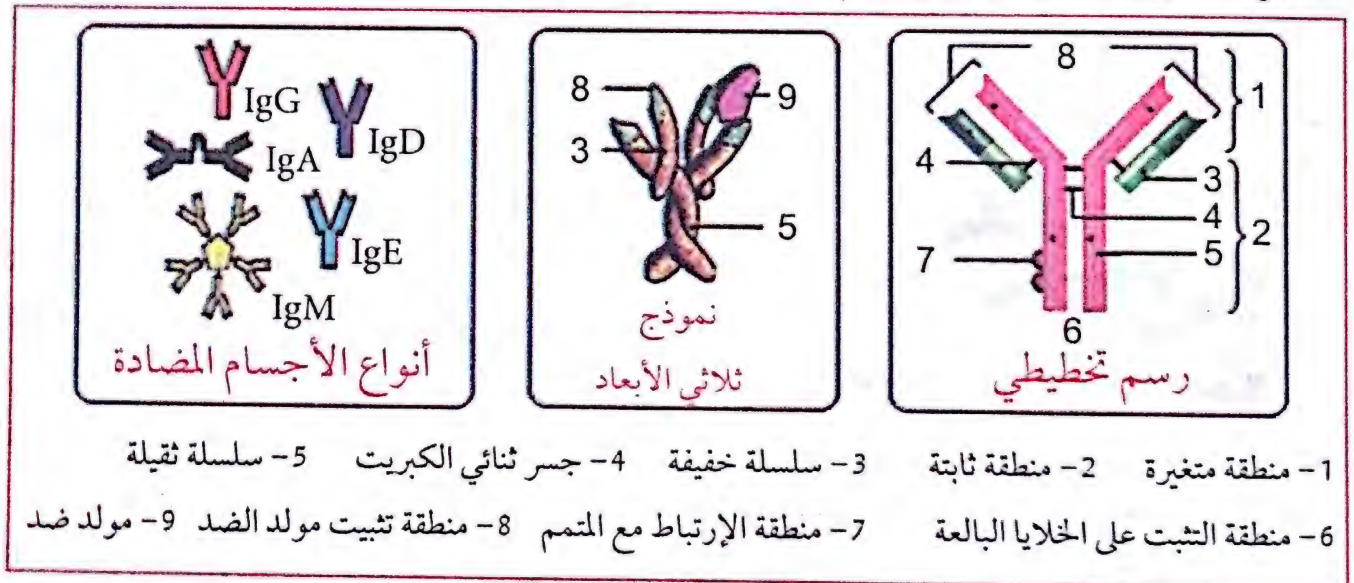 8
1
4
3
4
5
2
7
6
رسم تخطيطي
8
9
3
5
نموذج
ثلاثي الأبعاد
IgG
IgD
IgA
IgE
IgM
أنواع الأجسام المضادة
1- منطقة متغيرة 2- منطقة ثابتة 3- سلسلة خفيفة 4- جسر ثنائي الكبريت 5- سلسلة ثقيلة
6- منطقة التثبت على الخلايا البالعة 7- منطقة الإرتباط مع المتمم 8- منطقة تثبيت مولد الضد 9- مولد ضد